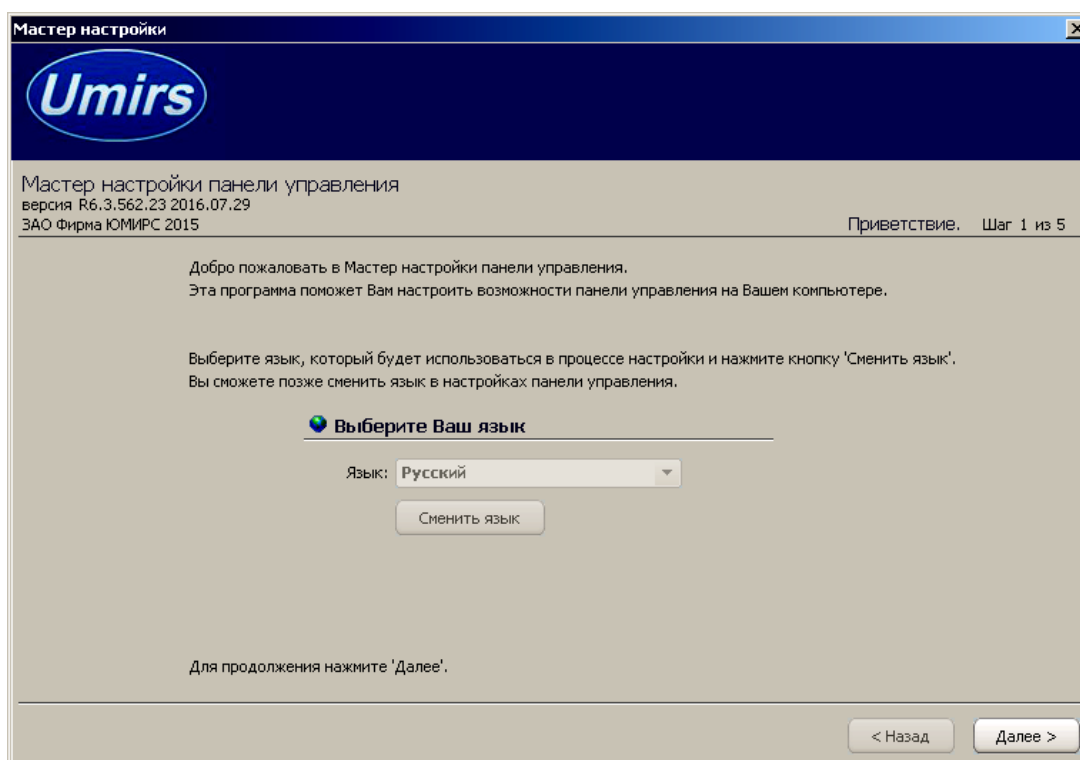 Мастер настройки
Umirs
Мастер настройки панели управления
версия R6.3.562.23 2016.07.29
ЗАО Фирма ЮМИРС 2015
Приветствие. Шаг 1 из 5
Добро пожаловать в Мастер настройки панели управления.
Эта программа поможет Вам настроить возможности панели управления на Вашем компьютере.
Выберите язык, который будет использоваться в процессе настройки и нажмите кнопку 'Сменить язык'.
Вы сможете позже сменить язык в настройках панели управления.
Выберите Ваш язык
Язык: Русский
Сменить язык
Для продолжения нажмите 'Далее'.
< Назад Далее >